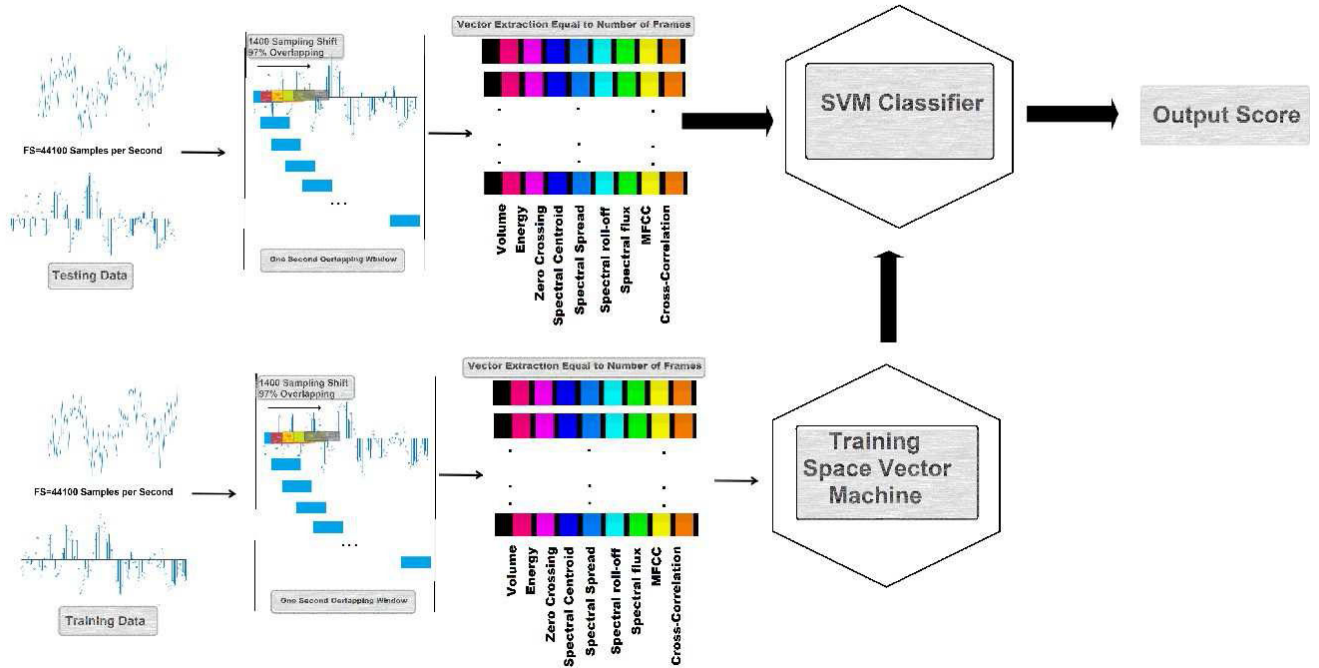 1400 Sampling Shift
97% Overlapping
Vector Extraction Equal to Number of Frames
FS=44100 Samples per Second
Testing Data
One Second Oerlapping Window
Volume
Energy
Zero Crossing
Spectral Centroid
Spectral Spread
Spectral roll-off
Spectral flux
MFCC
Cross-Correlation
SVM Classifier
Output Score
1400 Sampling Shift
97% Overlapping
Vector Extraction Equal to Number of Frames
FS=44100 Samples per Second
Training Data
One Second Oerlapping Window
Volume
Energy
Zero Crossing
Spectral Centroid
Spectral Spread
Spectral roll-off
Spectral flux
MFCC
Cross-Correlation
Training
Space Vector
Machine